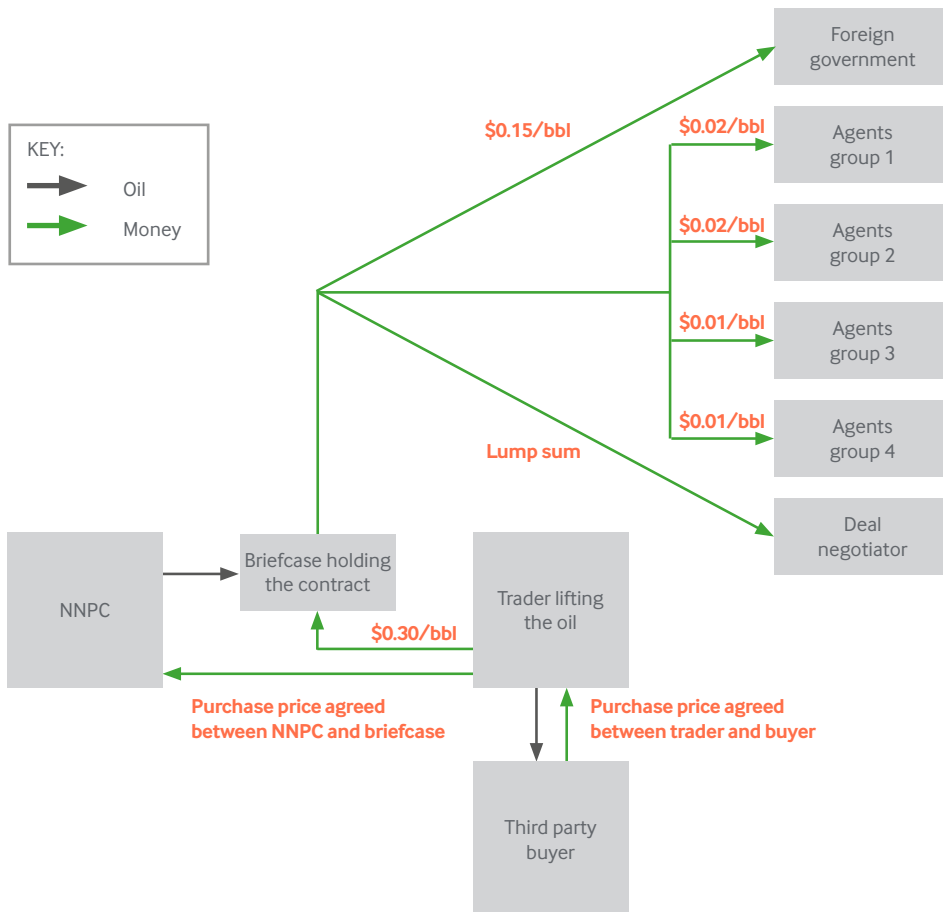 Foreign
government
$0.15/bbl
$0.02/bbl
Agents
group 1
KEY:
Oil
Money
$0.02/bbl
Agents
group 2
$0.01/bbl
Agents
group 3
$0.01/bbl
Agents
group 4
Lump sum
Deal
negotiator
NNPC
Briefcase holding
the contract
Trader lifting
the oil
$0.30/bbl
Purchase price agreed
between NNPC and briefcase
Purchase price agreed
between trader and buyer
Third party
buyer